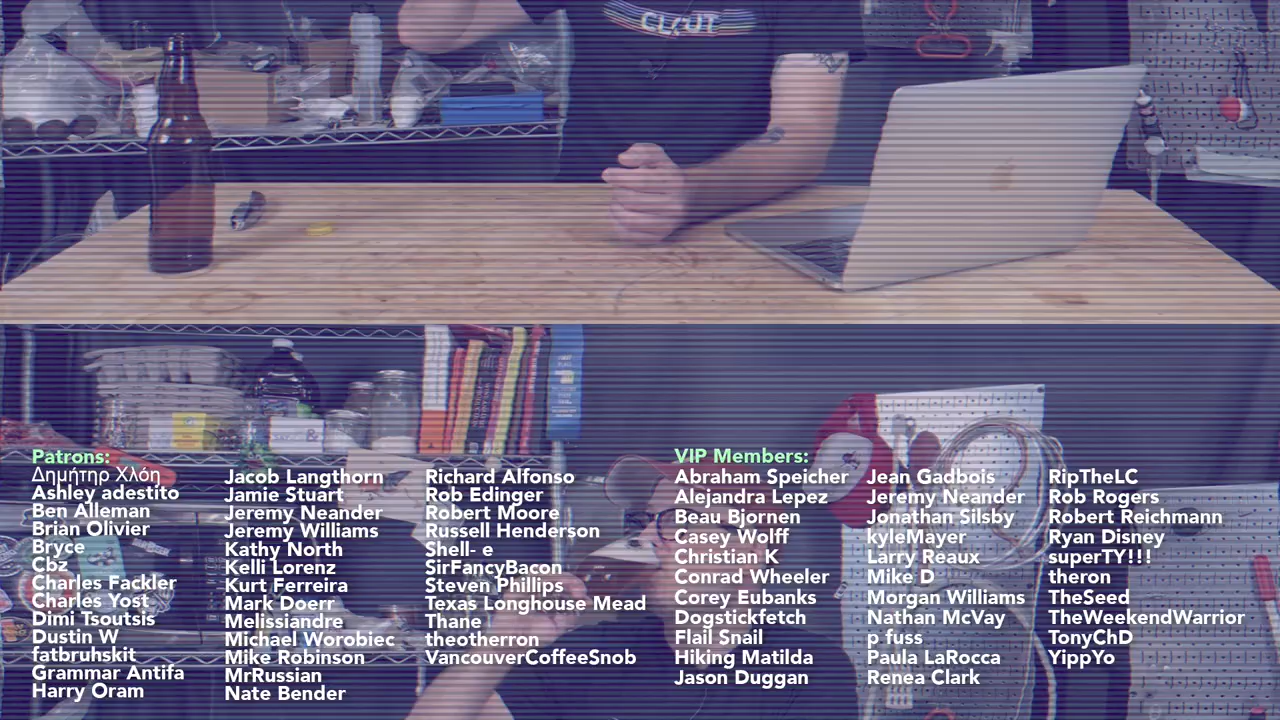 CLOUT
Patrons:
Δημήτηρ Χλόη
Ashley adestito
Ben Alleman
Brian Olivier
Bryce
Cbz
Charles Fackler
Charles Yost
Dimi Tsoutsis
Dustin W
fatbruhskit
Grammar Antifa
Harry Oram
Jacob Langthorn
Jamie Stuart
Jeremy Neander
Jeremy Williams
Kathy North
Kelli Lorenz
Kurt Ferreira
Mark Doerr
Melissiandre
Michael Worobiec
Mike Robinson
MrRussian
Nate Bender
Richard Alfonso
Rob Edinger
Robert Moore
Russell Henderson
Shell- e
SirFancyBacon
Steven Phillips
Texas Longhouse Mead
Thane
theotherron
VancouverCoffeeSnob
VIP Members:
Abraham Speicher
Alejandra Lepez
Beau Bjornen
Casey Wolff
Christian K
Conrad Wheeler
Corey Eubanks
Dogstickfetch
Flail Snail
Hiking Matilda
Jason Duggan
Jean Gadbois
Jeremy Neander
Jonathan Silsby
kyleMayer
Larry Reaux
Mike D
Morgan Williams
Nathan McVay
p fuss
Paula LaRocca
Renea Clark
RipTheLC
Rob Rogers
Robert Reichmann
Ryan Disney
superTY!!!
theron
TheSeed
TheWeekendWarrior
TonyChD
YippYo